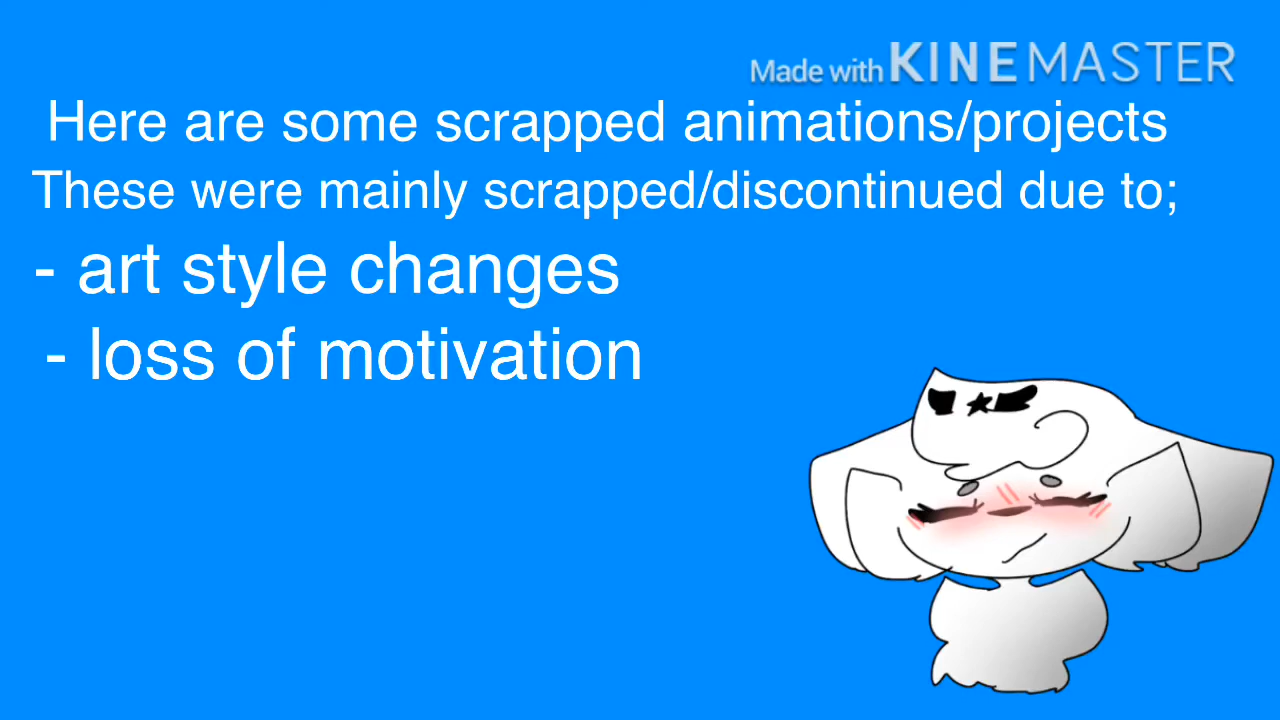 Made with KINEMASTER
Here are some scrapped animations/projects
These were mainly scrapped/discontinued due to;
- art style changes
- loss of motivation